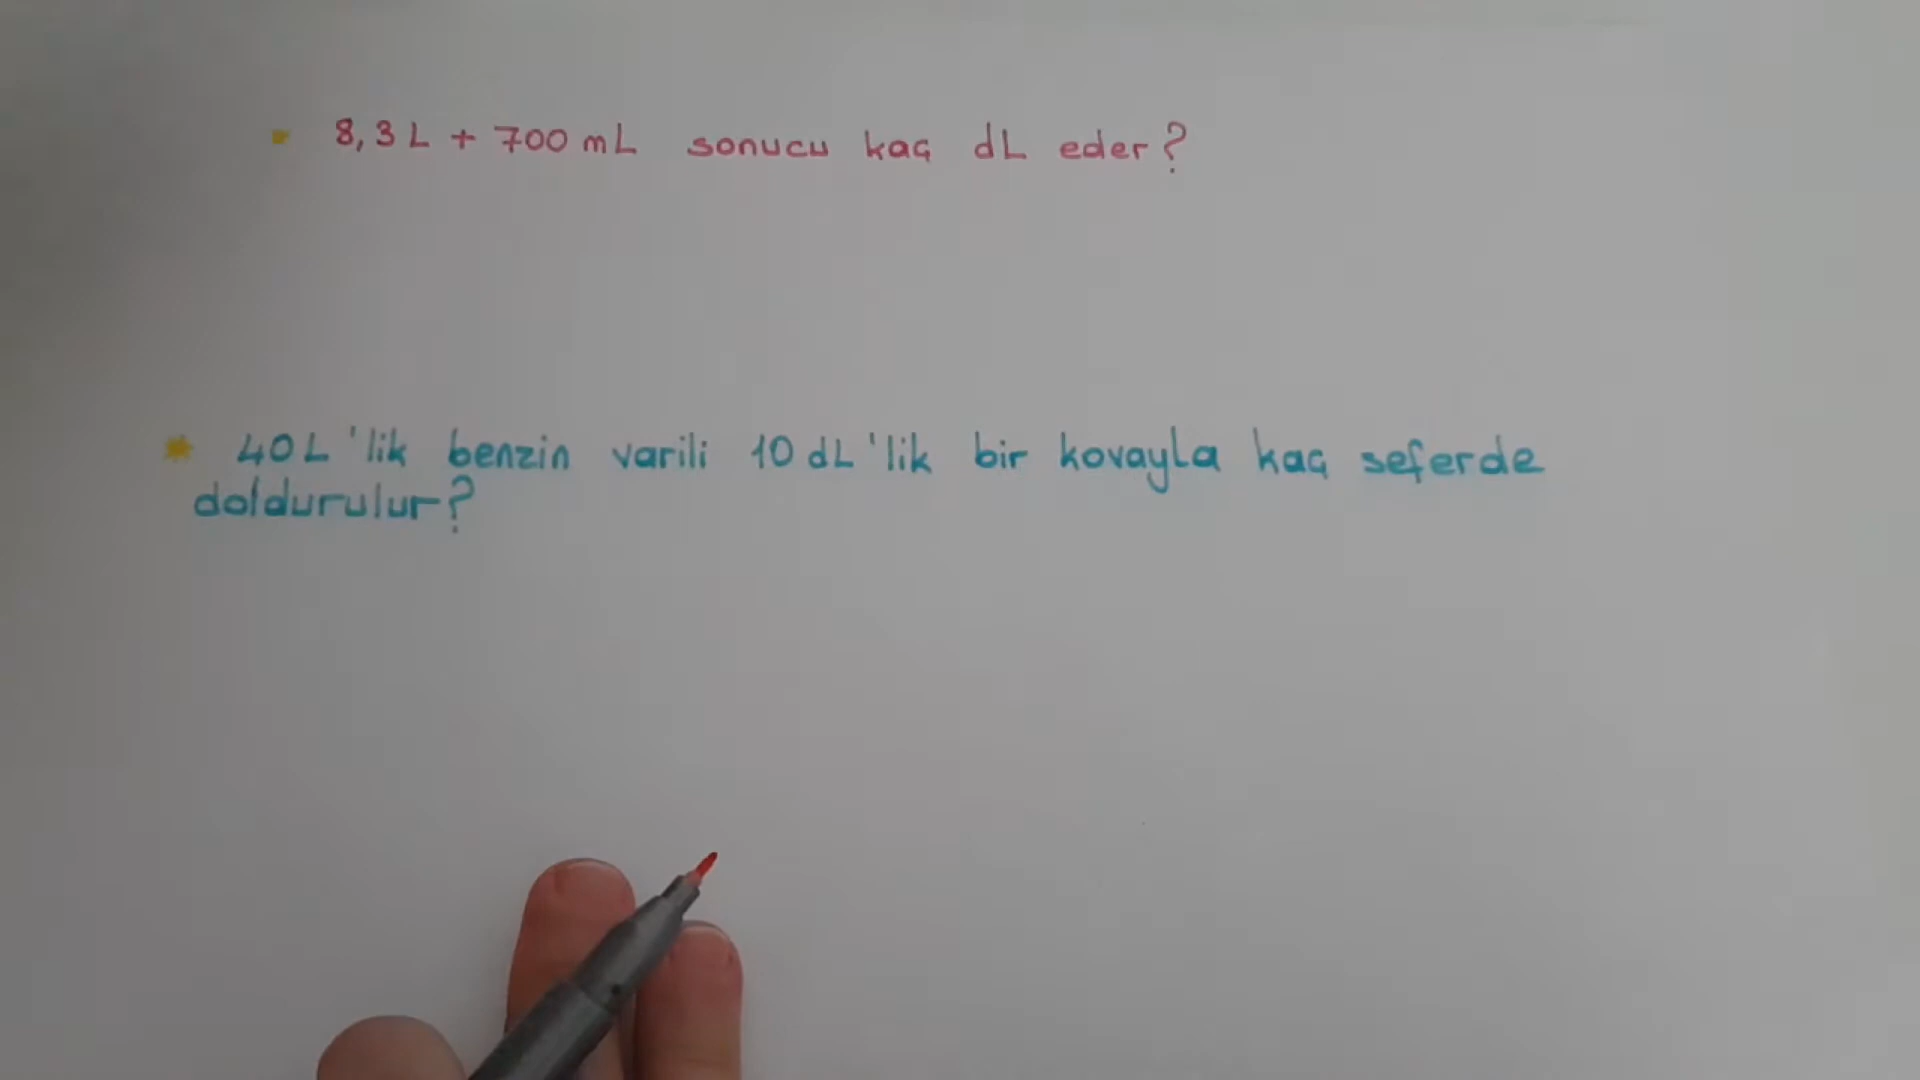 8,3 L + 700 mL sonucu kaç dL eder?
40 L'lik benzin varili 10 dL'lik bir kovayla kaç seferde
doldurulur?